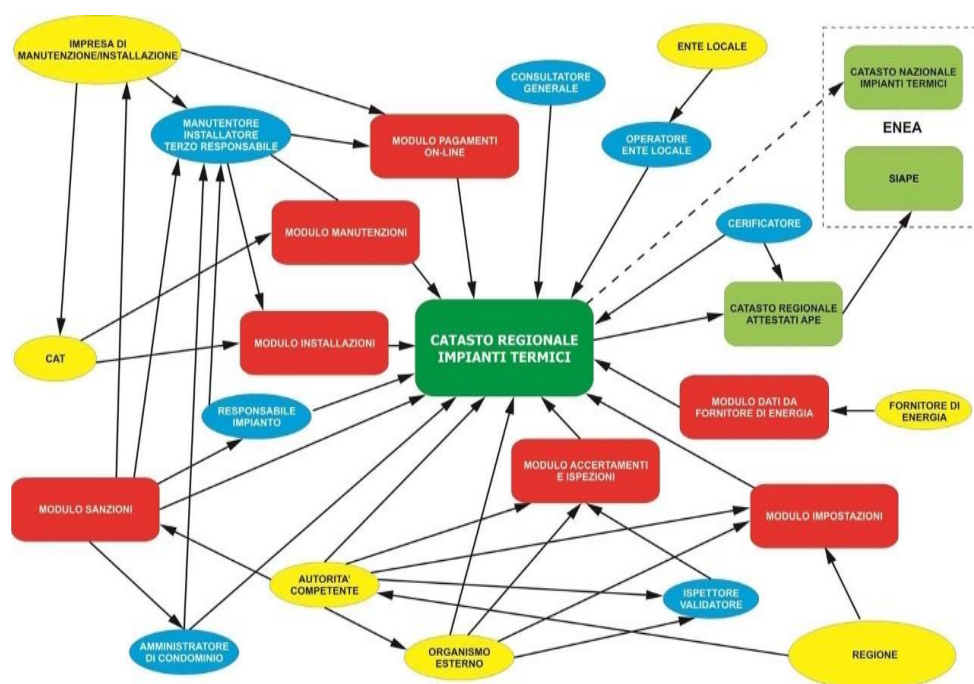 IMPRESA DI
MANUTENZIONE/INSTALLAZIONE
ENTE LOCALE
CONSULTATORE
GENERALE
CATASTO NAZIONALE
IMPIANTI TERMICI
ENEA
SIAPE
MANUTENTORE
INSTALLATORE
TERZO RESPONSABILE
MODULO PAGAMENTI
ON-LINE
OPERATORE
ENTE LOCALE
MODULO MANUTENZIONI
CERIFICATORE
CATASTO REGIONALE
ATTESTATI APE
CATASTO REGIONALE
IMPIANTI TERMICI
MODULO INSTALLAZIONI
CAT
RESPONSABILE
IMPIANTO
MODULO DATI DA
FORNITORE DI ENERGIA
FORNITORE DI
ENERGIA
MODULO ACCERTAMENTI
E ISPEZIONI
MODULO SANZIONI
MODULO IMPOSTAZIONI
AUTORITA'
COMPETENTE
ISPETTORE
VALIDATORE
AMMINISTRATORE
DI CONDOMINIO
ORGANISMO
ESTERNO
REGIONE